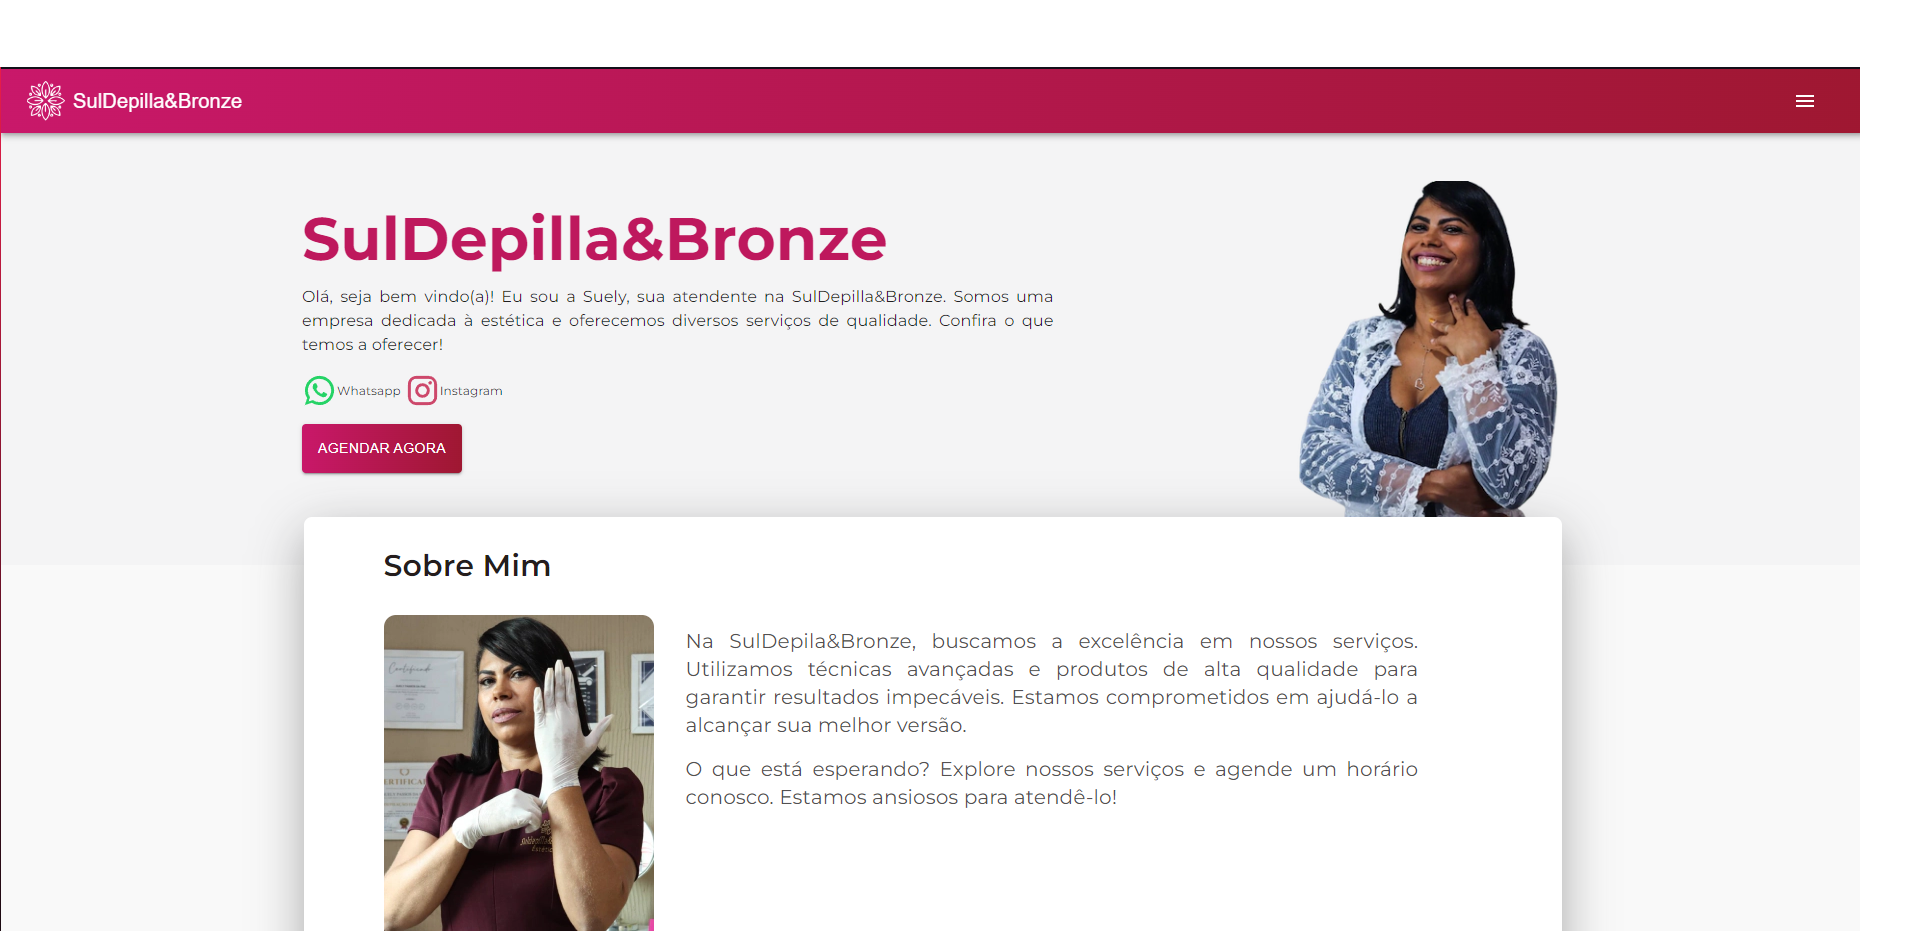 SulDepilla&Bronze
SulDepilla&Bronze
Olá, seja bem vindo(a)! Eu sou a Suely, sua atendente na SulDepilla&Bronze. Somos uma
empresa dedicada à estética e oferecemos diversos serviços de qualidade. Confira o que
temos a oferecer!
Whatsapp Instagram
AGENDAR AGORA
Sobre Mim
Na SulDepila&Bronze, buscamos a excelência em nossos serviços.
Utilizamos técnicas avançadas e produtos de alta qualidade para
garantir resultados impecáveis. Estamos comprometidos em ajudá-lo a
alcançar sua melhor versão.
O que está esperando? Explore nossos serviços e agende um horário
conosco. Estamos ansiosos para atendê-lo!
Certificado